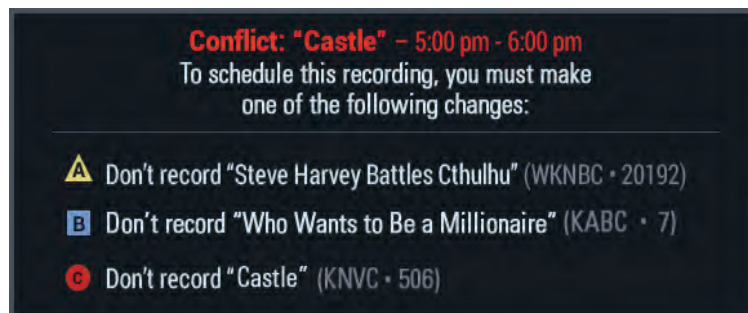 Conflict: "Castle" – 5:00 pm - 6:00 pm
To schedule this recording, you must make
one of the following changes:
A Don't record "Steve Harvey Battles Cthulhu" (WKNBC • 20192)
B Don't record "Who Wants to Be a Millionaire" (KABC • 7)
C Don't record "Castle" (KNVC • 506)